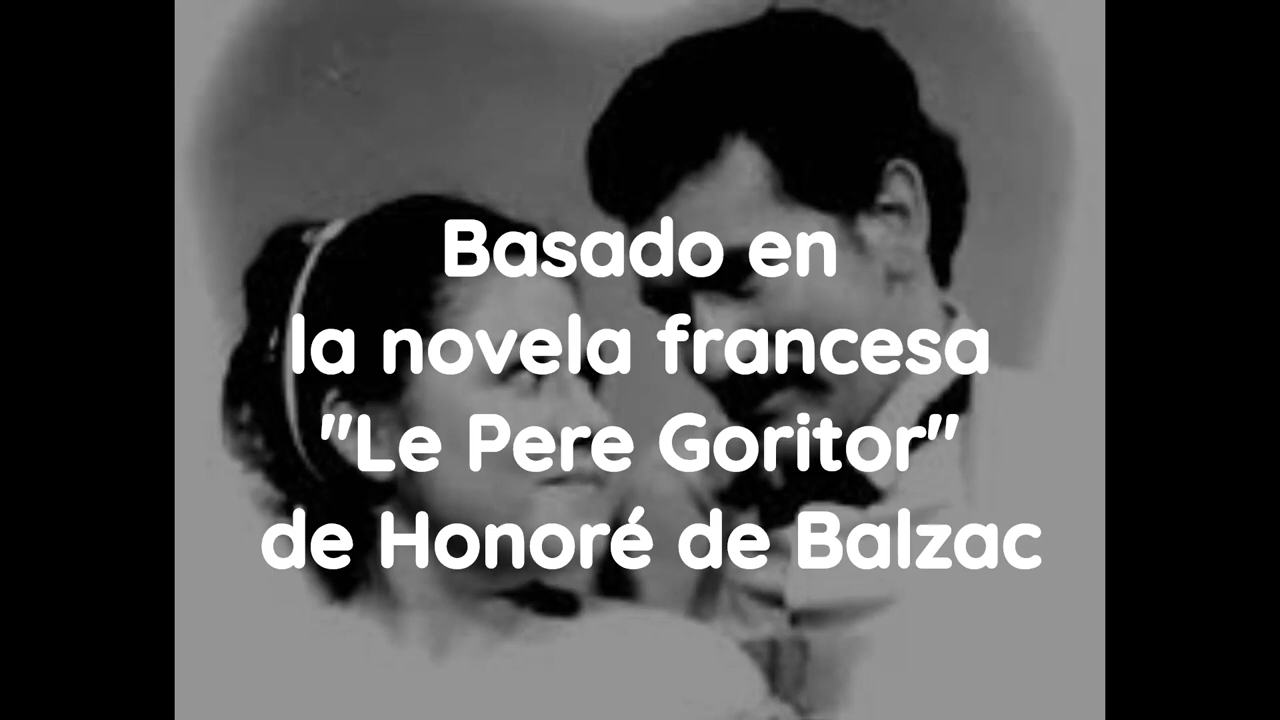 Basado en
la novela francesa
"Le Pere Goritor"
de Honoré de Balzac